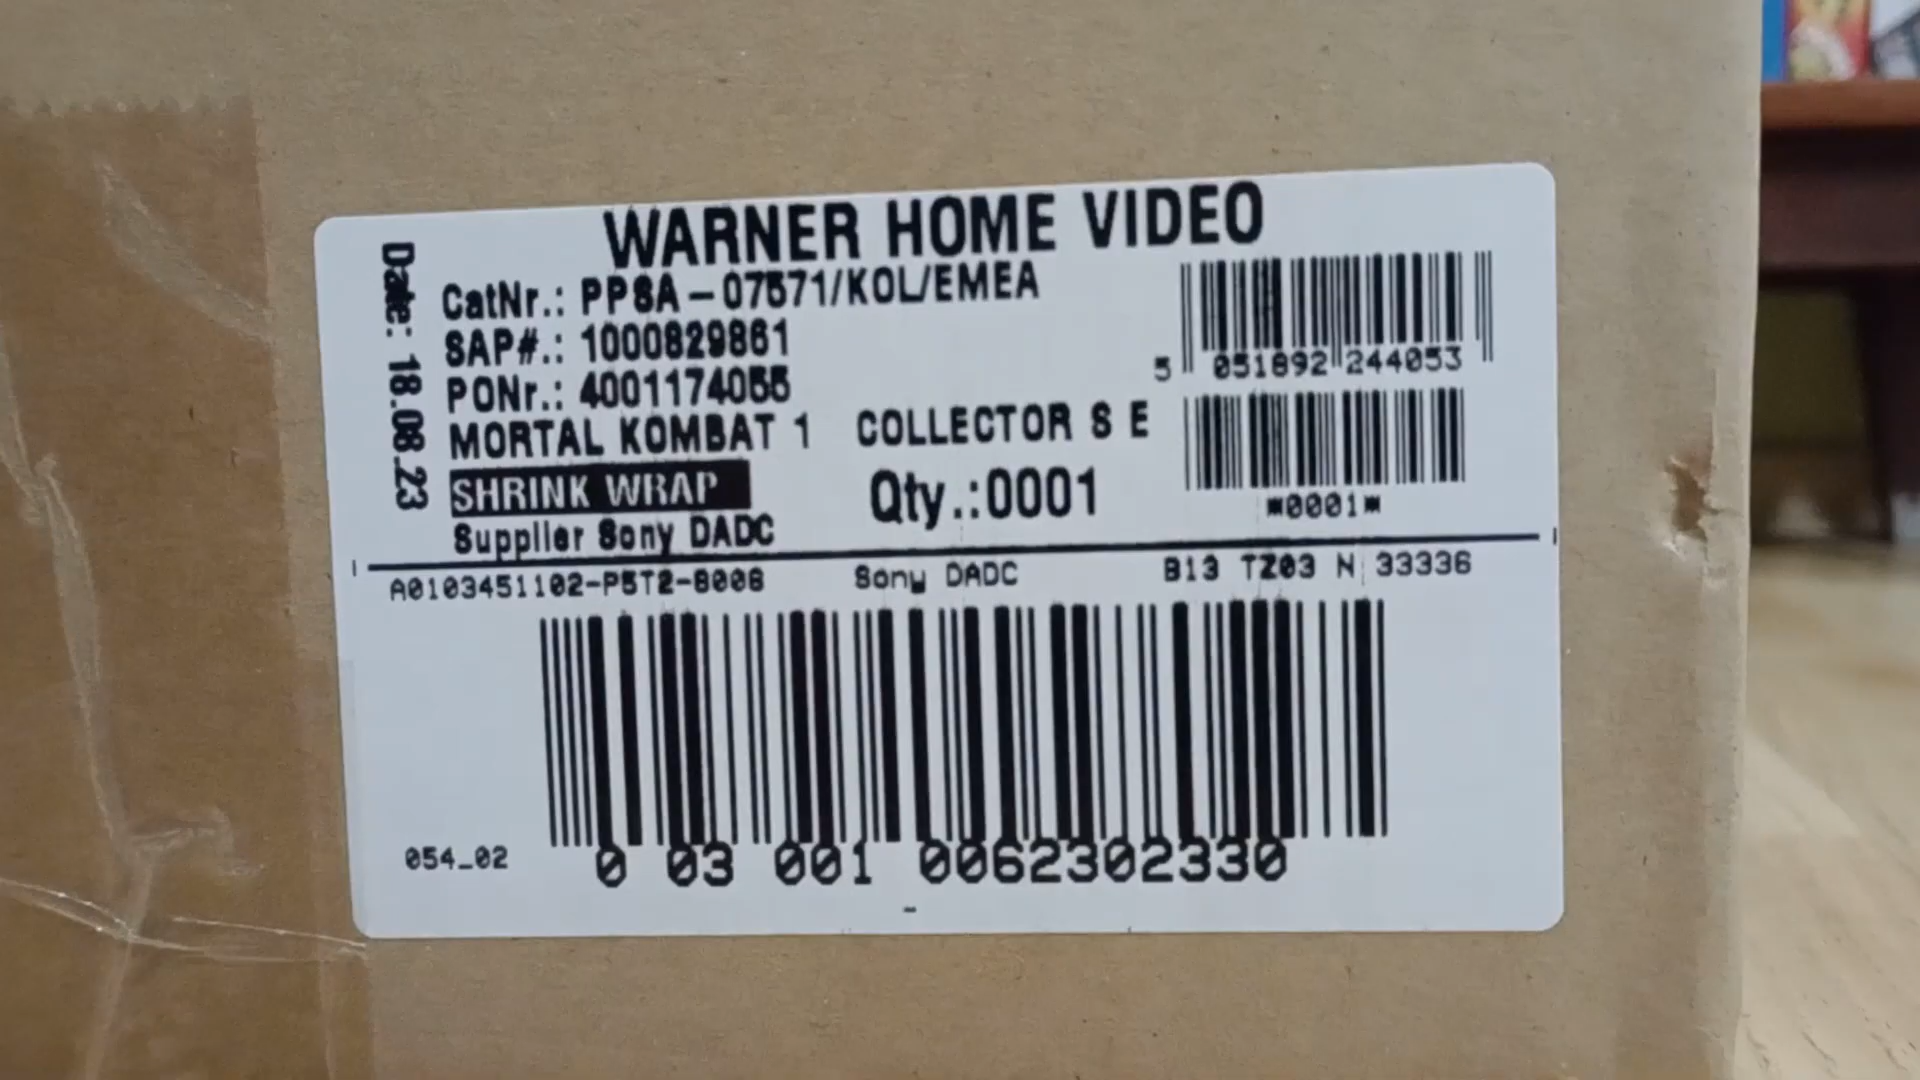 WARNER HOME VIDEO
Date: 18.08.23
CatNr.: PPSA-07571/KOL/EMEA
SAP#.: 1000829861
PONr.: 4001174055
MORTAL KOMBAT 1 COLLECTOR S E
SHRINK WRAP
Qty.:0001
Supplier Sony DADC
5 051892 244053
*0001*
A0103451102-P5T2-8008 Sony DADC B13 TZ03 N 33336
054_02
0 03 001 0062302330
-